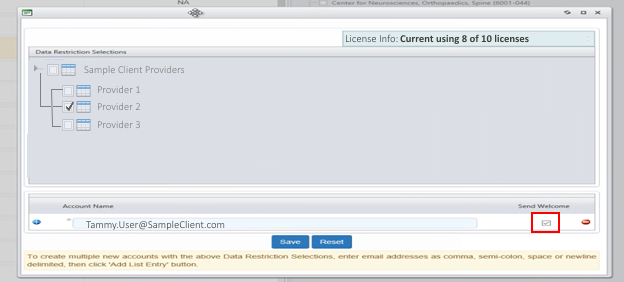 NA
Center for Neurosciences, Orthopaedics, Spine (6001-044)
License Info: Current using 8 of 10 licenses
Data Restriction Selections
Sample Client Providers
Provider 1
Provider 2
Provider 3
Account Name Send Welcome
* Tammy.User@SampleClient.com
Save Reset
To create multiple new accounts with the above Data Restriction Selections, enter email addresses as comma, semi-colon, space or newline
delimited, then click 'Add List Entry' button.